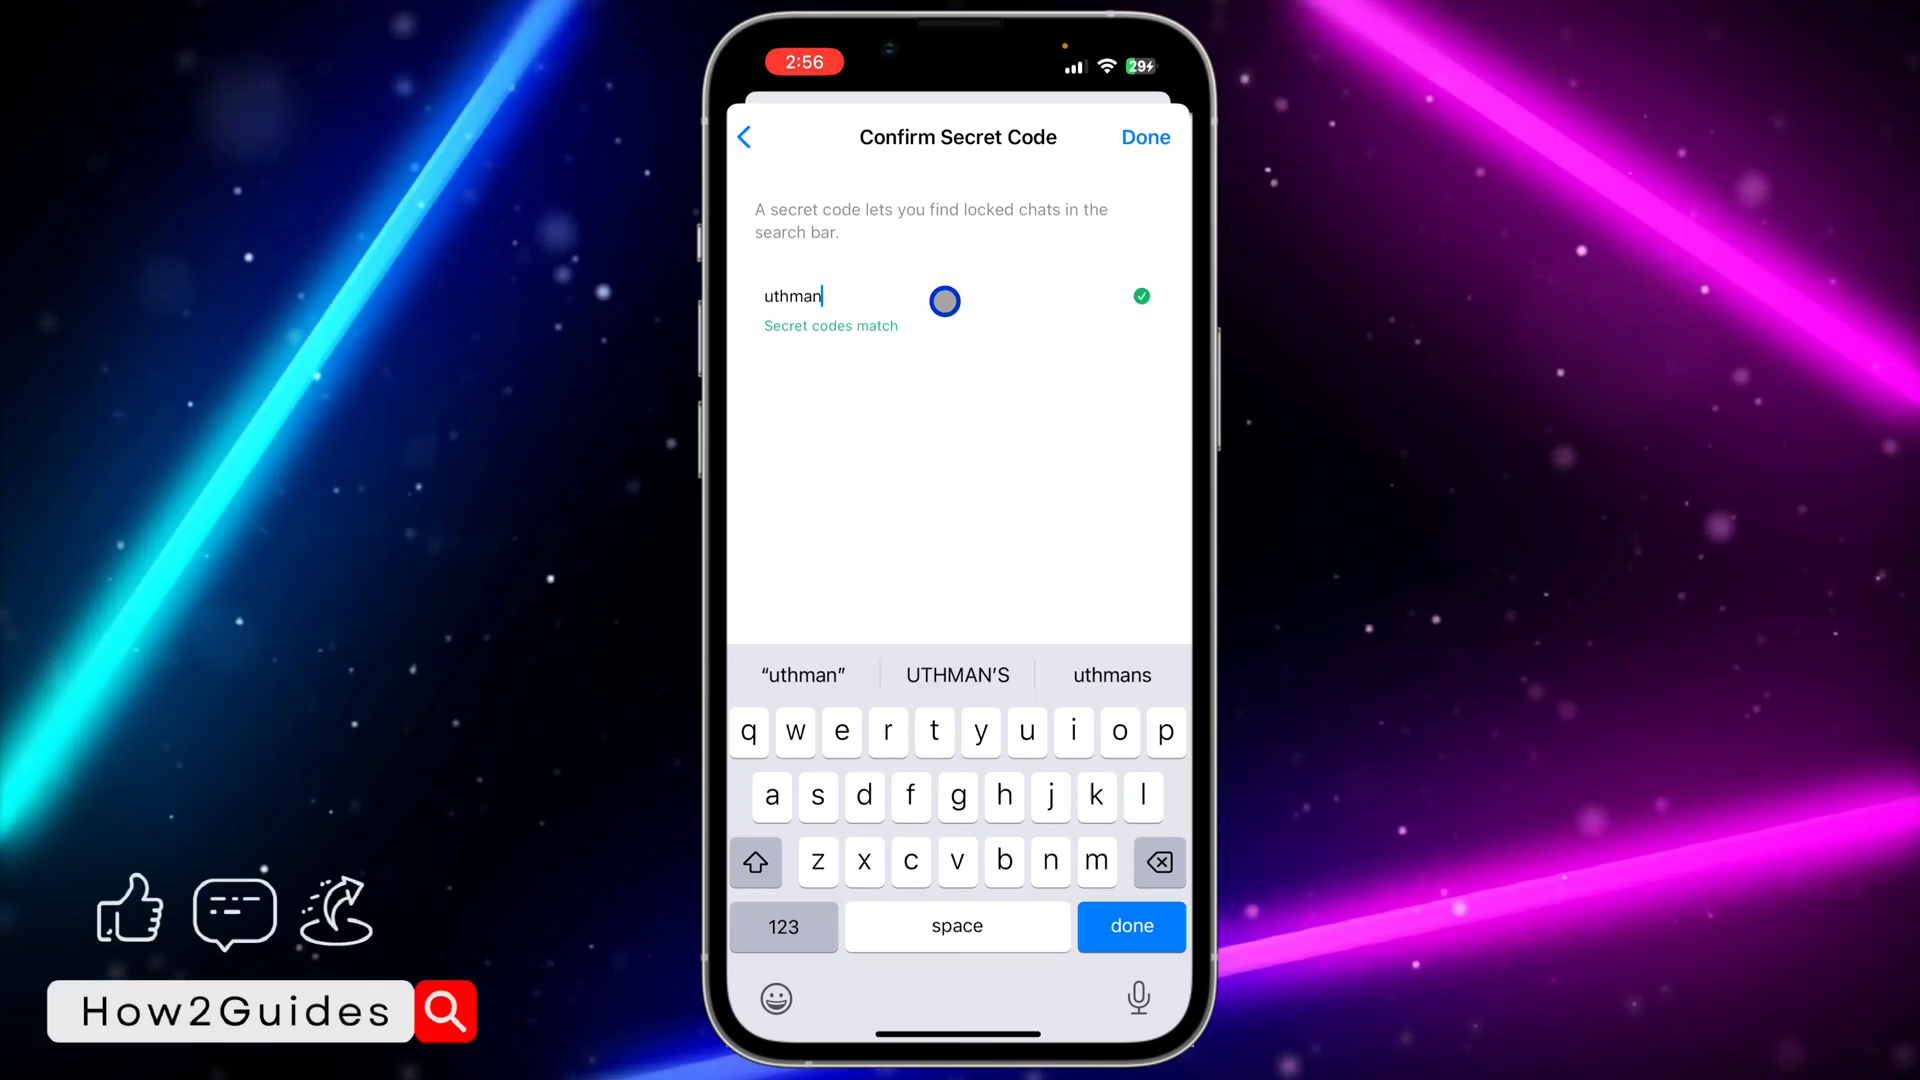 2:56
29
Confirm Secret Code
Done
A secret code lets you find locked chats in the
search bar.
uthman
Secret codes match
“uthman” UTHMAN'S uthmans
q w e r t y u i o p
a s d f g h j k l
z x c v b n m
123 space done
How2Guides